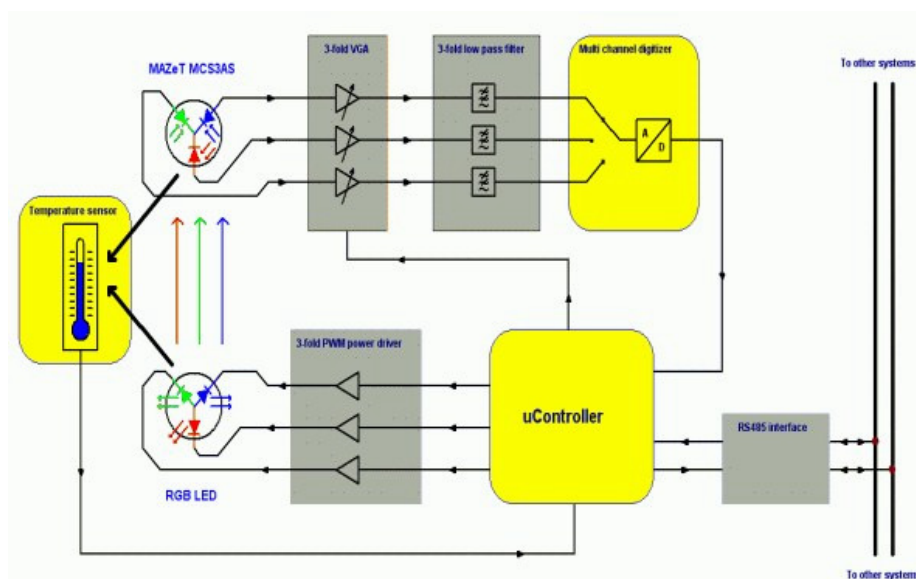 3-fold VGA
3-fold low pass filter
Multi channel digitizer
MAZeT MCS3AS
To other systems
A
D
Temperature sensor
3-fold PWM power driver
uController
RS485 interface
RGB LED
To other systems